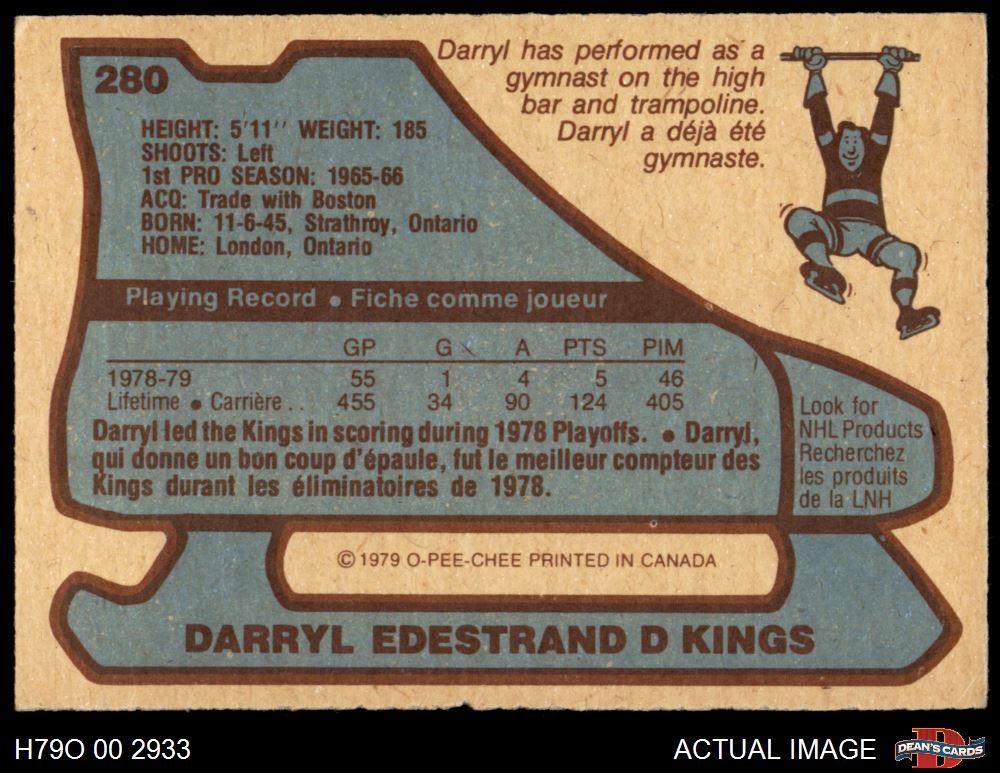 280
Darryl has performed as a
gymnast on the high
bar and trampoline.
Darryl a déjà été
gymnaste.
HEIGHT: 5'11'' WEIGHT: 185
SHOOTS: Left
1st PRO SEASON: 1965-66
ACQ: Trade with Boston
BORN: 11-6-45, Strathroy, Ontario
HOME: London, Ontario
Playing Record • Fiche comme joueur
GP G A PTS PIM
1978-79 55 1 4 5 46
Lifetime • Carrière . . 455 34 90 124 405
Darryl led the Kings in scoring during 1978 Playoffs. • Darryl,
qui donne un bon coup d'épaule, fut le meilleur compteur des
Kings durant les éliminatoires de 1978.
Look for
NHL Products
Recherchez
les produits
de la LNH
© 1979 O-PEE-CHEE PRINTED IN CANADA
DARRYL EDESTRAND D KINGS
H79O 00 2933
ACTUAL IMAGE
DEAN'S CARDS